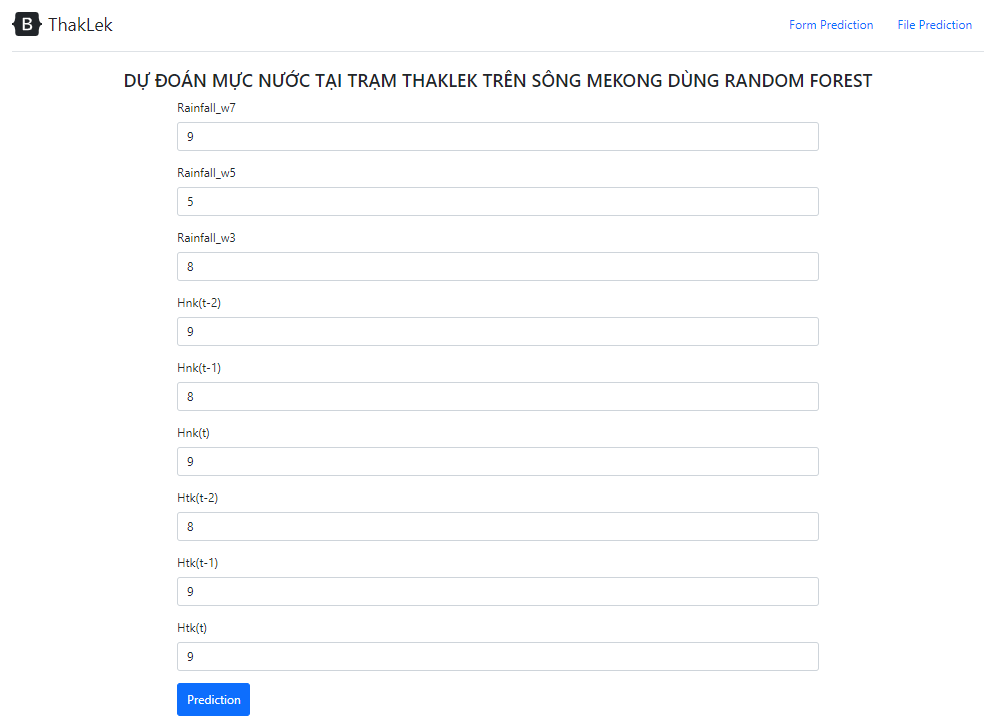 B ThakLek
Form Prediction File Prediction
DỰ ĐOÁN MỰC NƯỚC TẠI TRẠM THAKLEK TRÊN SÔNG MEKONG DÙNG RANDOM FOREST
Rainfall_w7
9
Rainfall_w5
5
Rainfall_w3
8
Hnk(t-2)
9
Hnk(t-1)
8
Hnk(t)
9
Htk(t-2)
8
Htk(t-1)
9
Htk(t)
9
Prediction